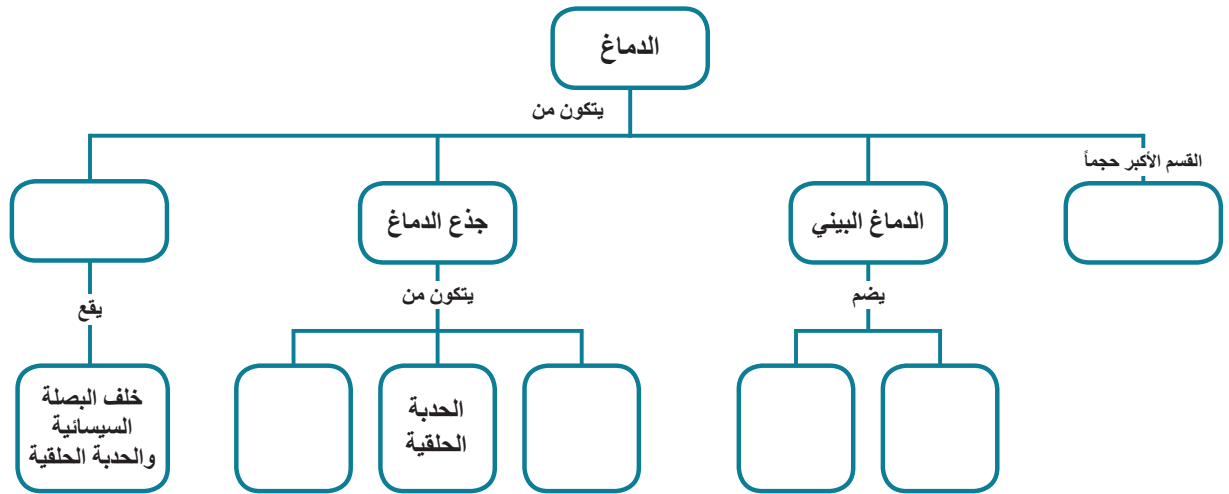 الدماغ
يتكون من
القسم الأكبر حجماً
الدماغ البيني
جذع الدماغ
يضم
يتكون من
يقع
الحدبة
الحلقية
خلف البصلة
السيسائية
والحدبة الحلقية